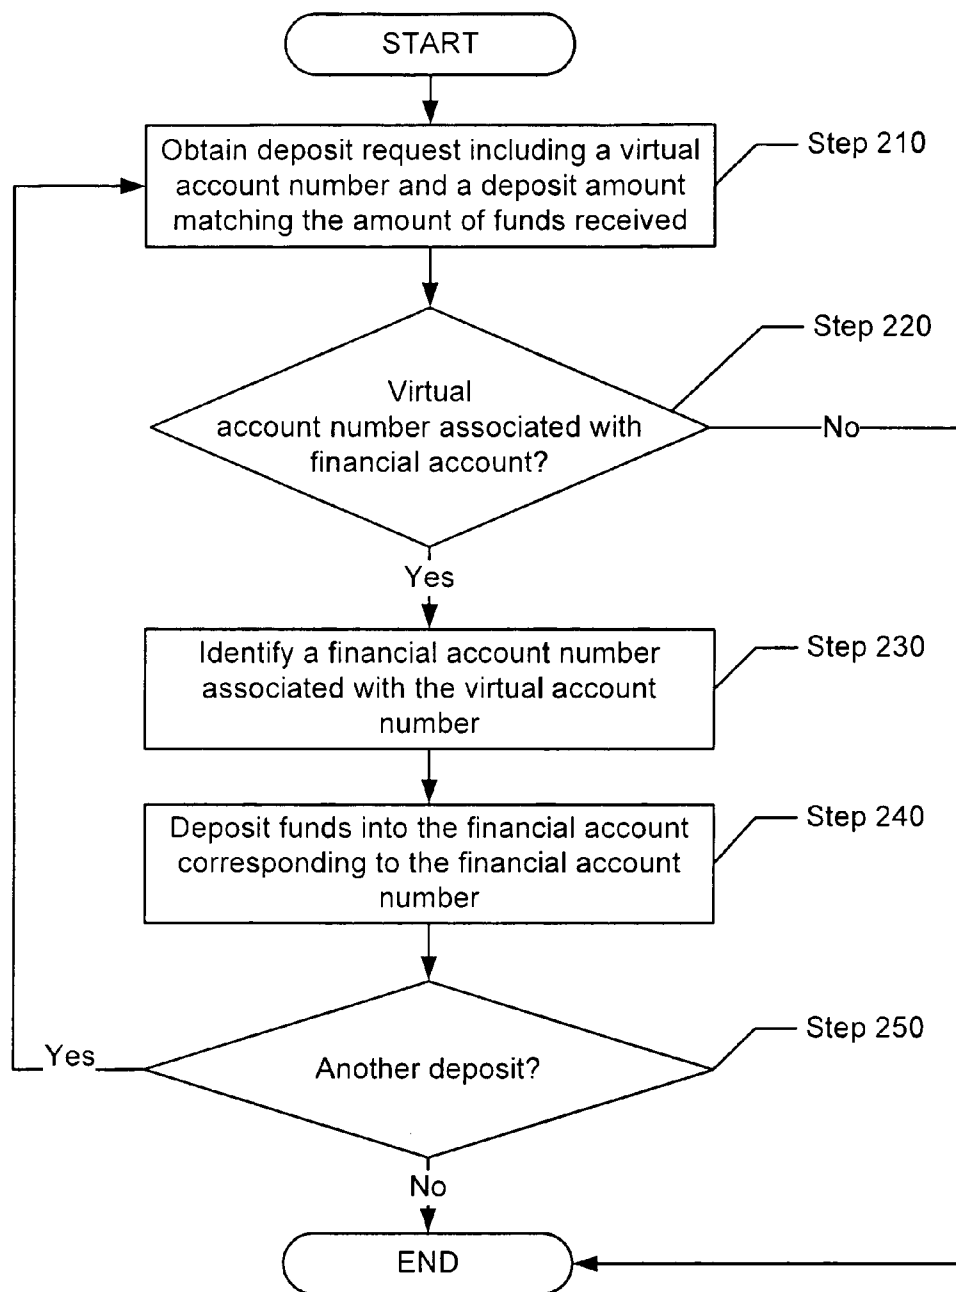 START
Obtain deposit request including a virtual
account number and a deposit amount
matching the amount of funds received
Step 210
Virtual
account number associated with
financial account?
Step 220
No
Yes
Identify a financial account number
associated with the virtual account
number
Step 230
Deposit funds into the financial account
corresponding to the financial account
number
Step 240
Another deposit?
Step 250
Yes
No
END